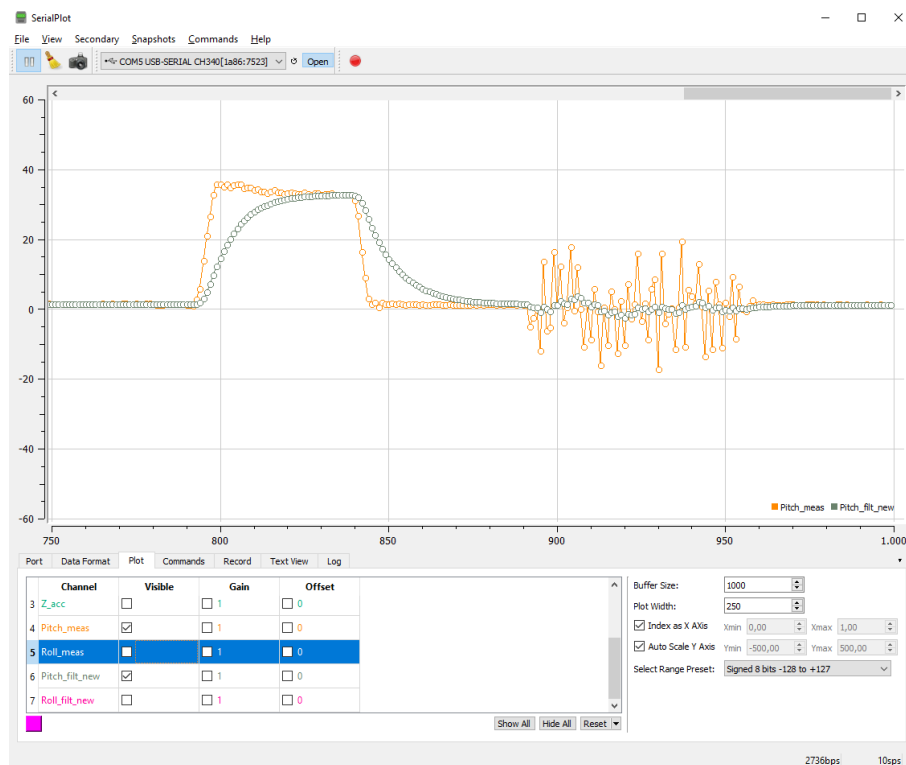 SerialPlot
File View Secondary Snapshots Commands Help
COM5 USB-SERIAL CH340[1a86:7523] Open
60
40
20
0
-20
-40
-60
Pitch_meas Pitch_filt_new
750 800 850 900 950 1.000
Port Data Format Plot Commands Record Text View Log
Channel Visible Gain Offset
3 Z_acc 1 0
4 Pitch_meas 1 0
5 Roll_meas 1 0
6 Pitch_filt_new 1 0
7 Roll_filt_new 1 0
Show All Hide All Reset
Buffer Size: 1000
Plot Width: 250
Index as X AXis Xmin 0,00 Xmax 1,00
Auto Scale Y Axis Ymin -500,00 Ymax 500,00
Select Range Preset: Signed 8 bits -128 to +127
2736bps 10sps